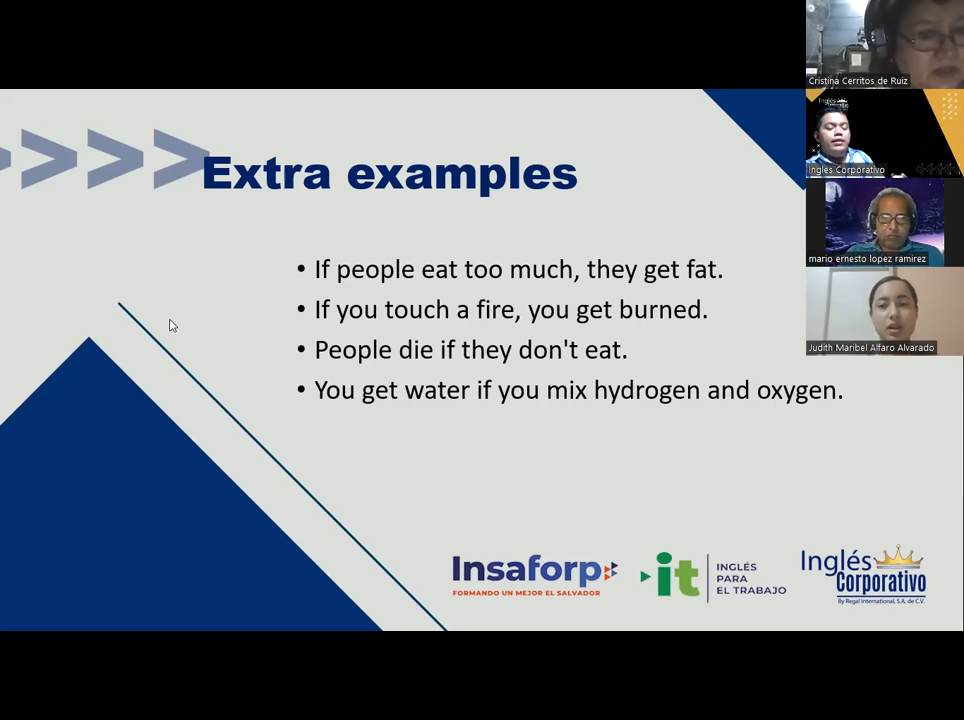 Cristina Cerritos de Ruiz
Inglés
Inglés Corporativo
mario ernesto lopez ramirez
Judith Maribel Alfaro Alvarado
>>>>
Extra examples
• If people eat too much, they get fat.
• If you touch a fire, you get burned.
• People die if they don't eat.
• You get water if you mix hydrogen and oxygen.
Insaforp
FORMANDO UN MEJOR EL SALVADOR
it
INGLÉS
PARA
EL TRABAJO
Inglés
Corporativo
By Regal International, S.A. de C.V.